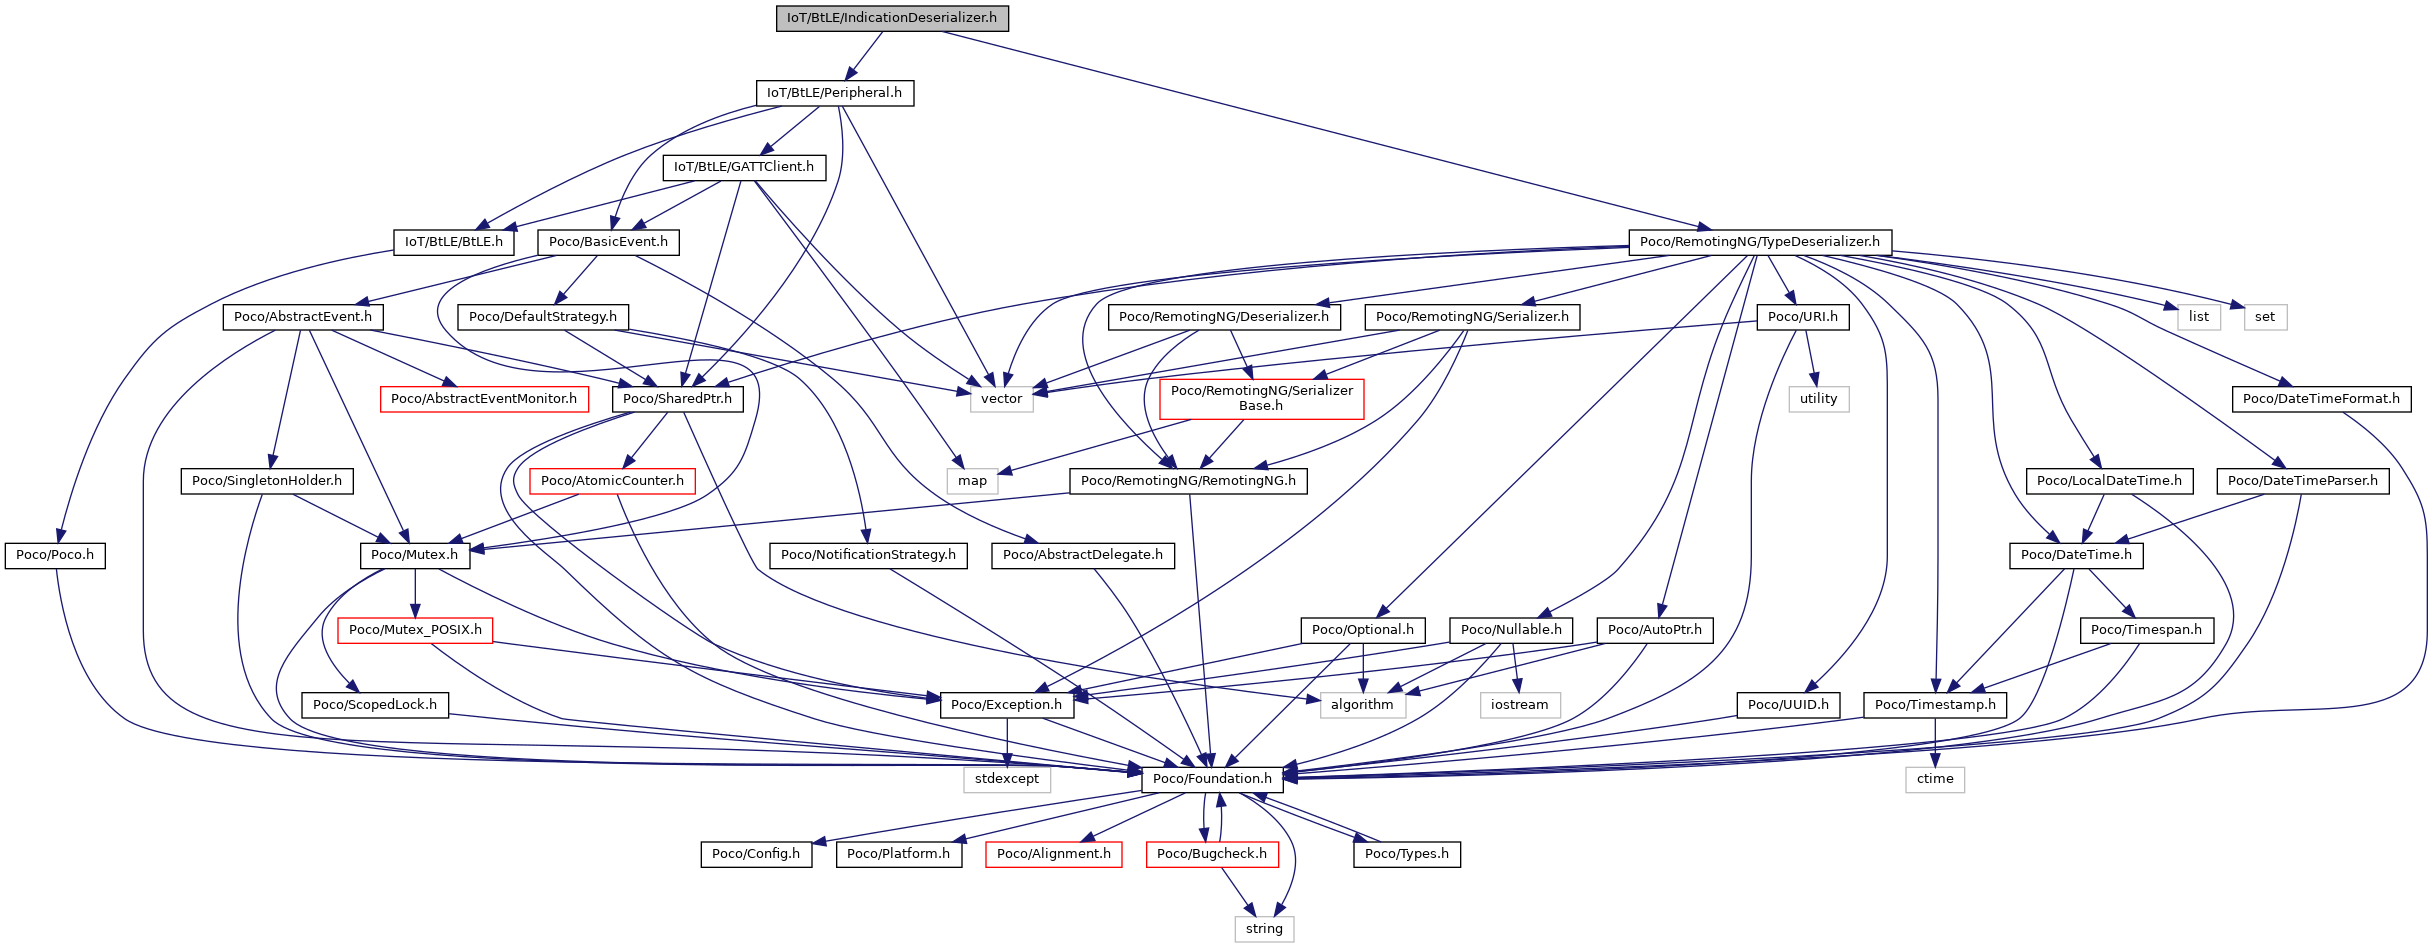 IoT/BtLE/IndicationDeserializer.h
IoT/BtLE/Peripheral.h
IoT/BtLE/GATTClient.h
IoT/BtLE/BtLE.h
Poco/BasicEvent.h
Poco/RemotingNG/TypeDeserializer.h
Poco/AbstractEvent.h
Poco/DefaultStrategy.h
Poco/RemotingNG/Deserializer.h
Poco/RemotingNG/Serializer.h
Poco/URI.h
list
set
Poco/AbstractEventMonitor.h
Poco/SharedPtr.h
vector
Poco/RemotingNG/Serializer
Base.h
utility
Poco/DateTimeFormat.h
Poco/SingletonHolder.h
Poco/AtomicCounter.h
map
Poco/RemotingNG/RemotingNG.h
Poco/LocalDateTime.h
Poco/DateTimeParser.h
Poco/Poco.h
Poco/Mutex.h
Poco/NotificationStrategy.h
Poco/AbstractDelegate.h
Poco/DateTime.h
Poco/Mutex_POSIX.h
Poco/Optional.h
Poco/Nullable.h
Poco/AutoPtr.h
Poco/Timespan.h
Poco/ScopedLock.h
Poco/Exception.h
algorithm
iostream
Poco/UUID.h
Poco/Timestamp.h
stdexcept
Poco/Foundation.h
ctime
Poco/Config.h
Poco/Platform.h
Poco/Alignment.h
Poco/Bugcheck.h
Poco/Types.h
string